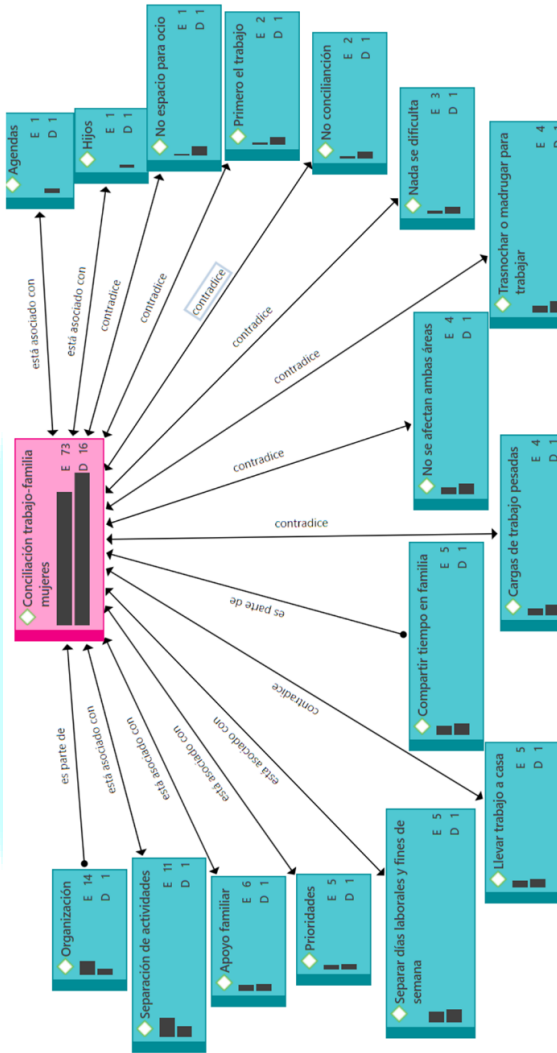 Agendas
E 1
D 1
Hijos
E 1
D 1
No espacio para ocio
E 1
D 1
Primero el trabajo
E 2
D 1
No concilianción
E 2
D 1
Nada se dificulta
E 3
D 1
Trasnochar o madrugar para
trabajar
E 4
No se afectan ambas áreas
E 4
D 1
Cargas de trabajo pesadas
E 4
D 1
Compartir tiempo en familia
E 5
D 1
Llevar trabajo a casa
E 5
D 1
Separar días laborales y fines de
semana
E 5
D 1
Prioridades
E 5
D 1
Apoyo familiar
E 6
D 1
Separación de actividades
E 11
D 1
Organización
E 14
D 1
Conciliación trabajo-familia
mujeres
E 73
D 16
está asociado con
está asociado con
contradice
contradice
contradice
contradice
contradice
contradice
contradice
es parte de
contradice
está asociado con
está asociado con
está asociado con
está asociado con
es parte de